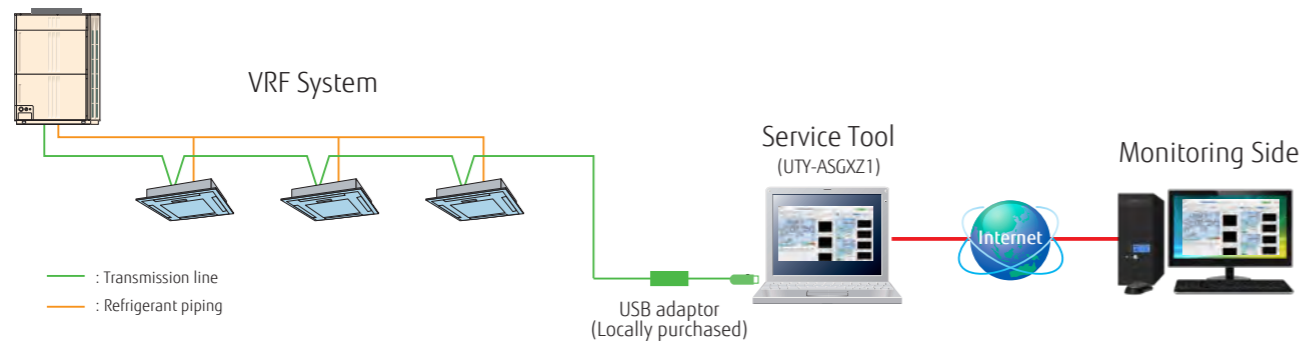 VRF System
Service Tool
(UTY-ASGXZ1)
Monitoring Side
Internet
: Transmission line
: Refrigerant piping
USB adaptor
(Locally purchased)